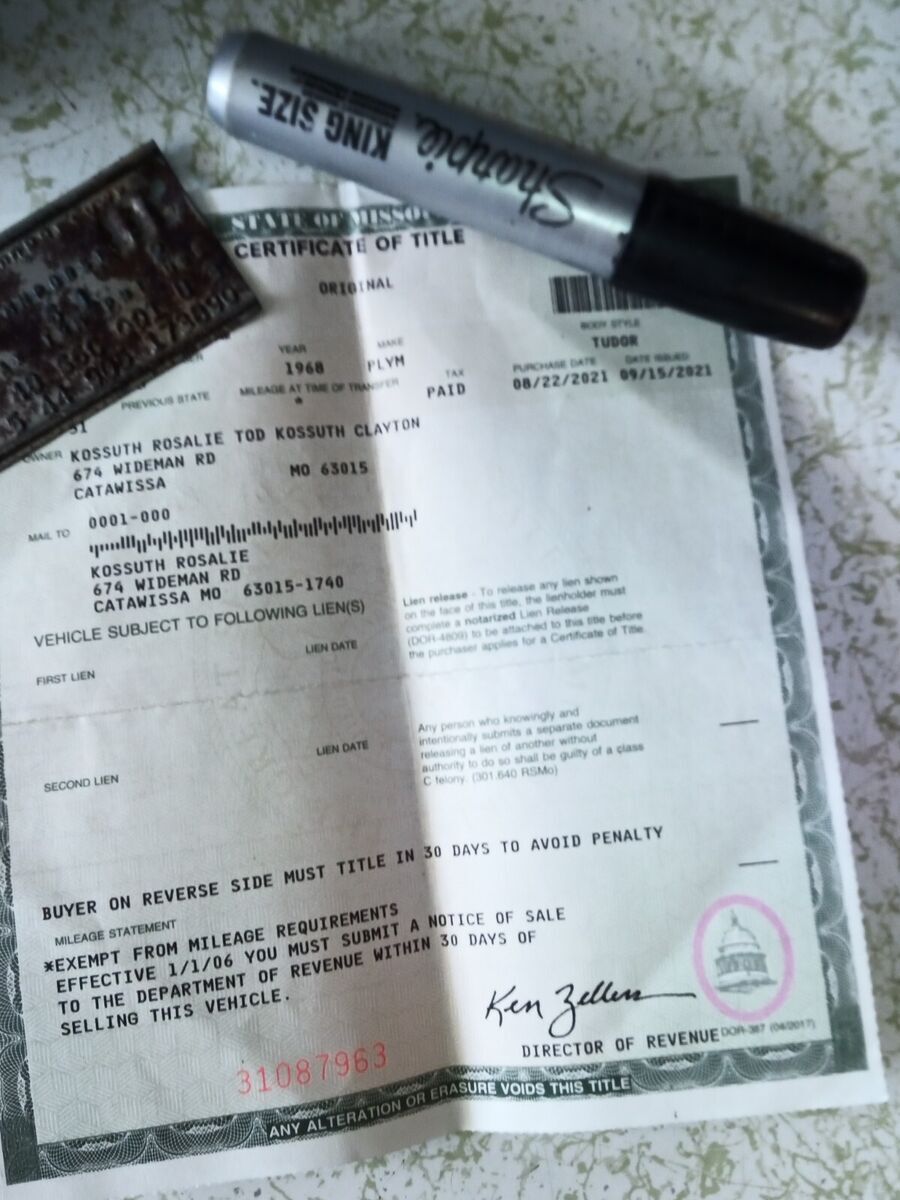 KING SIZE.
Sharpie
STATE OF MISSO
CERTIFICATE OF TITLE
ORIGINAL
BODY STYLE
TUDOR
YEAR MAKE
1968 PLYM
TAX PURCHASE DATE DATE ISSUED
PAID 08/22/2021 09/15/2021
PREVIOUS STATE MILEAGE AT TIME OF TRANSFER
*
31
OWNER KOSSUTH ROSALIE TOD KOSSUTH CLAYTON
674 WIDEMAN RD
CATAWISSA MO 63015
MAIL TO 0001-000
KOSSUTH ROSALIE
674 WIDEMAN RD
CATAWISSA MO 63015-1740
VEHICLE SUBJECT TO FOLLOWING LIEN(S)
Lien release - To release any lien shown
on the face of this title, the lienholder must
complete a notarized Lien Release
(DOR-4809) to be attached to this title before
the purchaser applies for a Certificate of Title.
FIRST LIEN LIEN DATE
Any person who knowingly and
intentionally submits a separate document
releasing a lien of another without
authority to do so shall be guilty of a class
C felony. (301.640 RSMo)
SECOND LIEN LIEN DATE
BUYER ON REVERSE SIDE MUST TITLE IN 30 DAYS TO AVOID PENALTY
MILEAGE STATEMENT
*EXEMPT FROM MILEAGE REQUIREMENTS
EFFECTIVE 1/1/06 YOU MUST SUBMIT A NOTICE OF SALE
TO THE DEPARTMENT OF REVENUE WITHIN 30 DAYS OF
SELLING THIS VEHICLE.
Ken Zellers
DIRECTOR OF REVENUE DOR-387 (04/2017)
31087963
ANY ALTERATION OR ERASURE VOIDS THIS TITLE